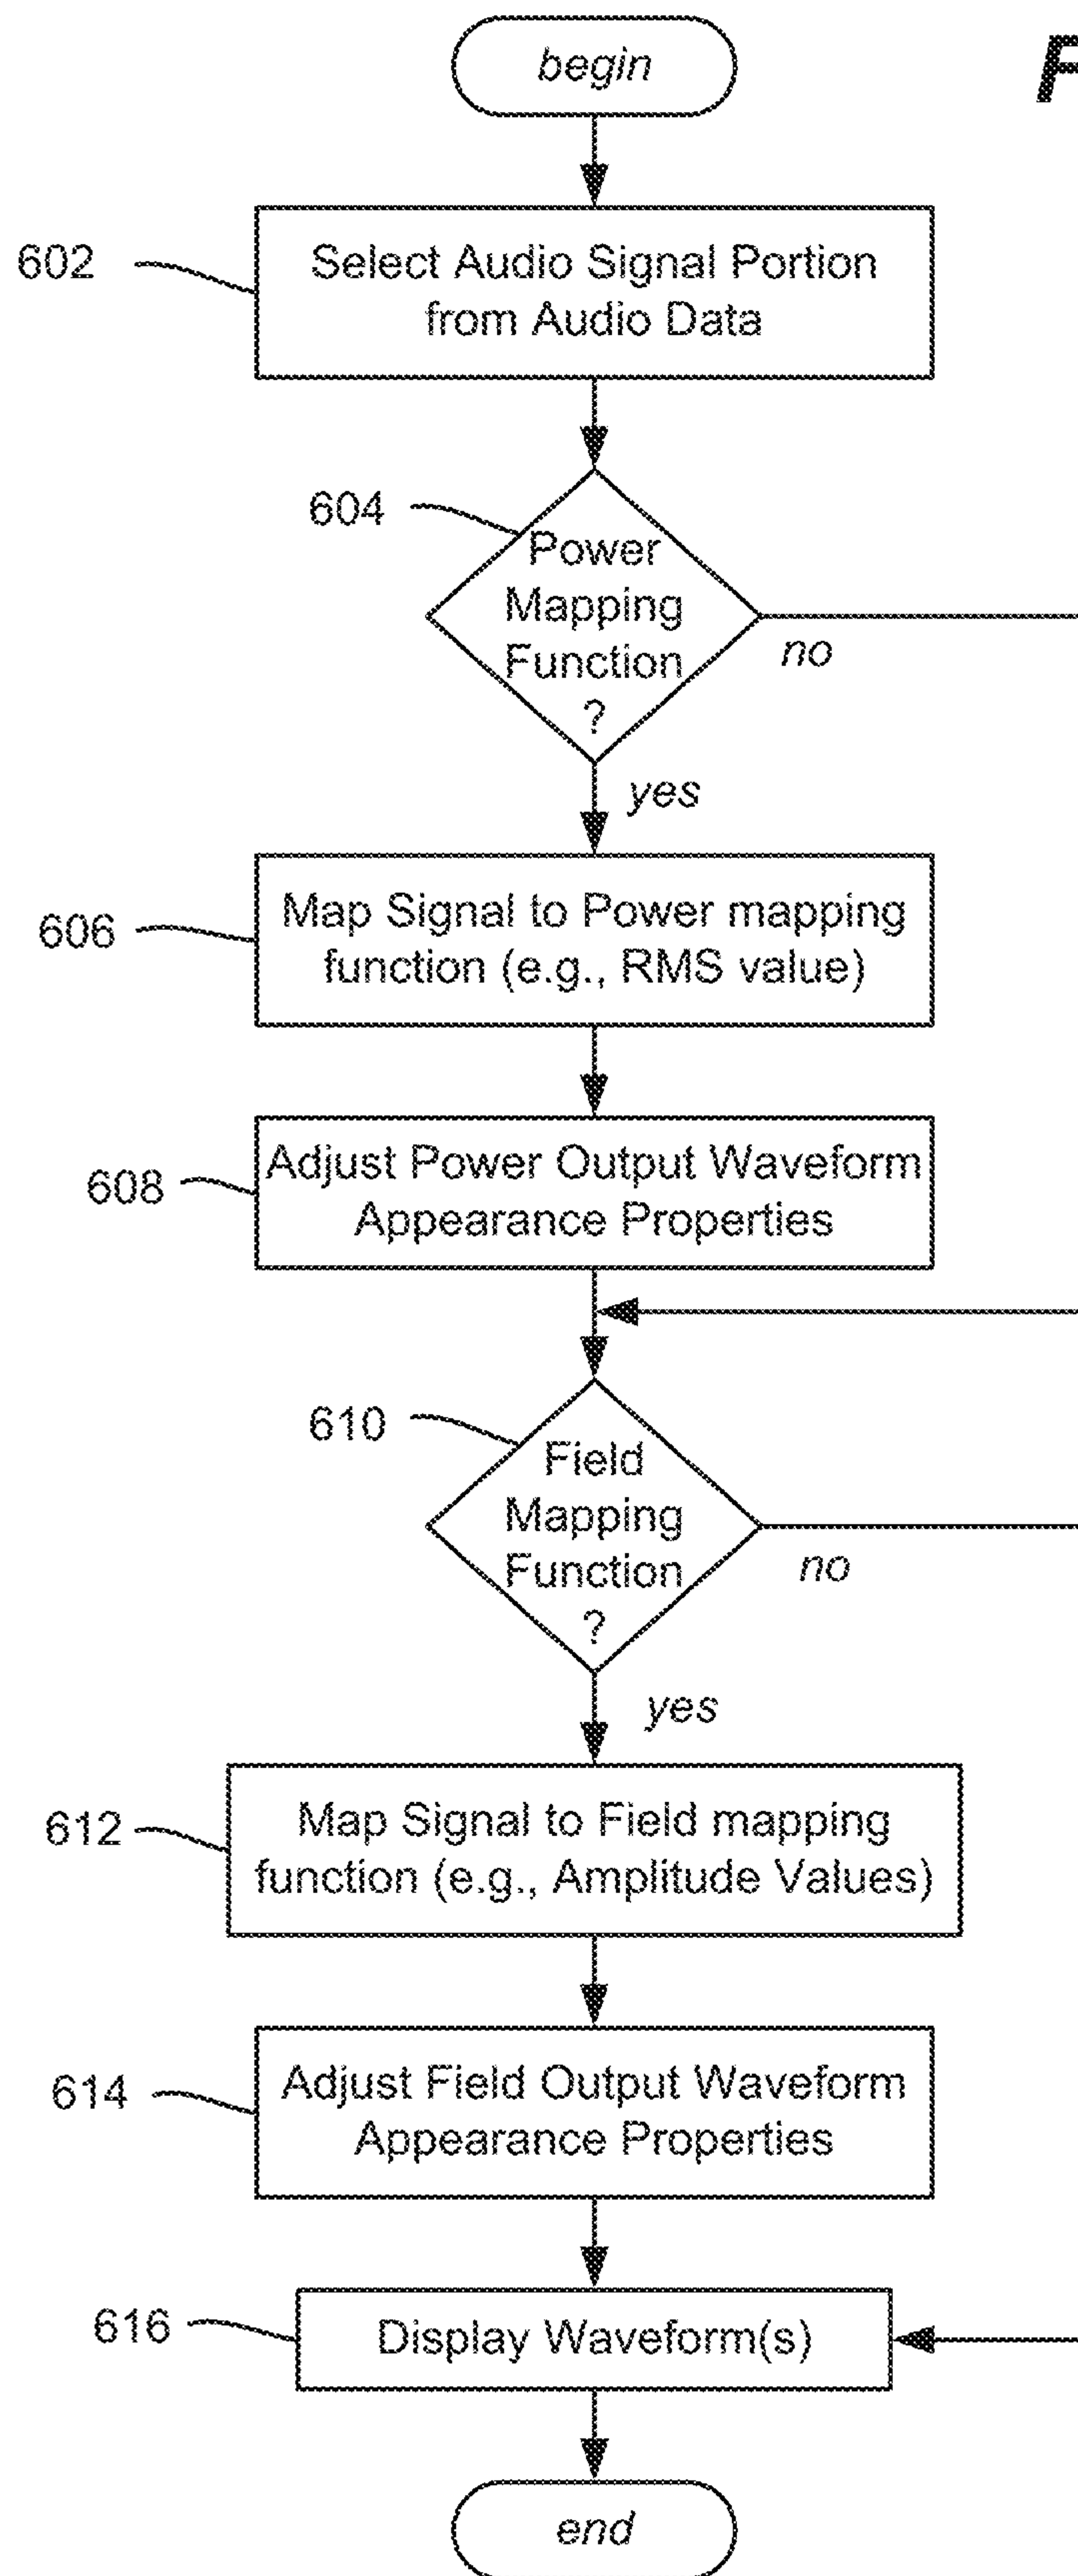 begin
F
602
Select Audio Signal Portion
from Audio Data
604
Power
Mapping
Function
?
no
yes
606
Map Signal to Power mapping
function (e.g., RMS value)
608
Adjust Power Output Waveform
Appearance Properties
610
Field
Mapping
Function
?
no
yes
612
Map Signal to Field mapping
function (e.g., Amplitude Values)
614
Adjust Field Output Waveform
Appearance Properties
616
Display Waveform(s)
end